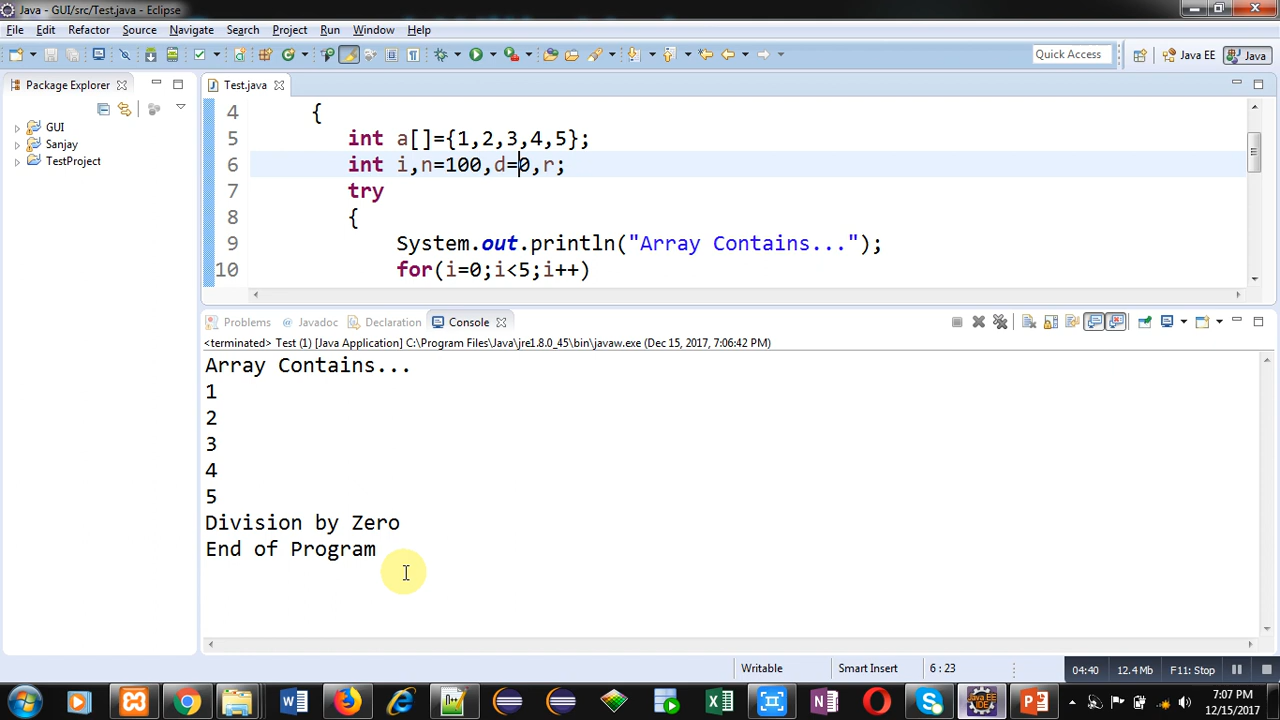 Java - GUI/src/Test.java - Eclipse
File Edit Refactor Source Navigate Search Project Run Window Help
Quick Access
Java EE
Java
Package Explorer
GUI
Sanjay
TestProject
Test.java
4 {
5 int a[]={1,2,3,4,5};
6 int i,n=100,d=0,r;
7 try
8 {
9 System.out.println("Array Contains...");
10 for(i=0;i<5;i++)
Problems @ Javadoc Declaration Console
<terminated> Test (1) [Java Application] C:\Program Files\Java\jre1.8.0_45\bin\javaw.exe (Dec 15, 2017, 7:06:42 PM)
Array Contains...
1
2
3
4
5
Division by Zero
End of Program
Writable Smart Insert 6 : 23 04:40 12.4 Mb F11: Stop
7:07 PM
12/15/2017